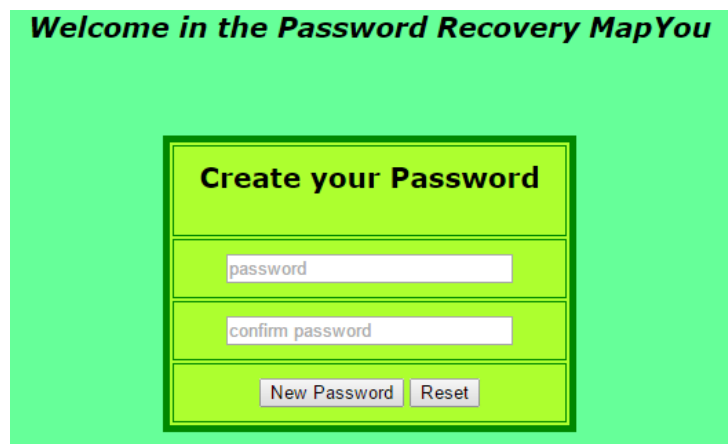 Welcome in the Password Recovery MapYou
Create your Password
password
confirm password
New Password Reset